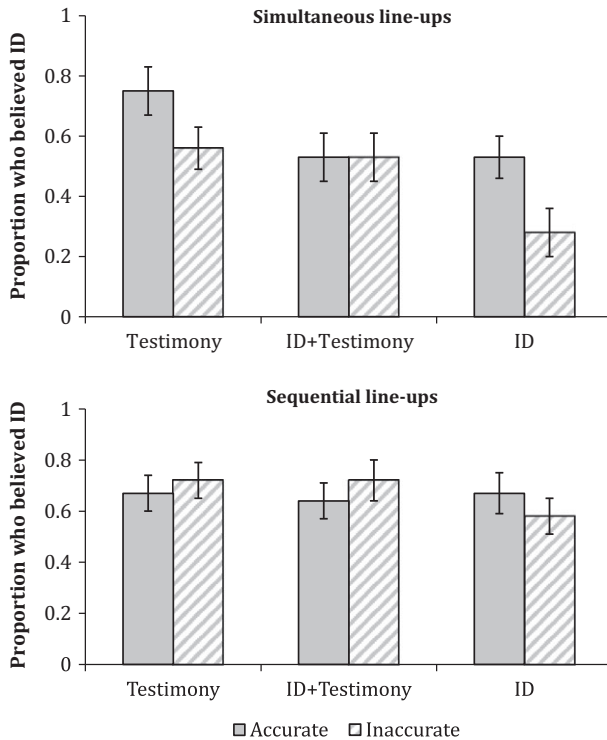 Simultaneous line-ups
Proportion who believed ID
1
0.8
0.6
0.4
0.2
0
Testimony ID+Testimony ID
Sequential line-ups
Proportion who believed ID
1
0.8
0.6
0.4
0.2
0
Testimony ID+Testimony ID
Accurate Inaccurate